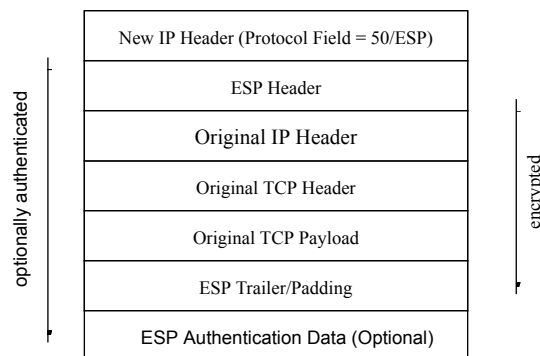 New IP Header (Protocol Field = 50/ESP)
ESP Header
Original IP Header
Original TCP Header
Original TCP Payload
ESP Trailer/Padding
ESP Authentication Data (Optional)
optionally authenticated
encrypted